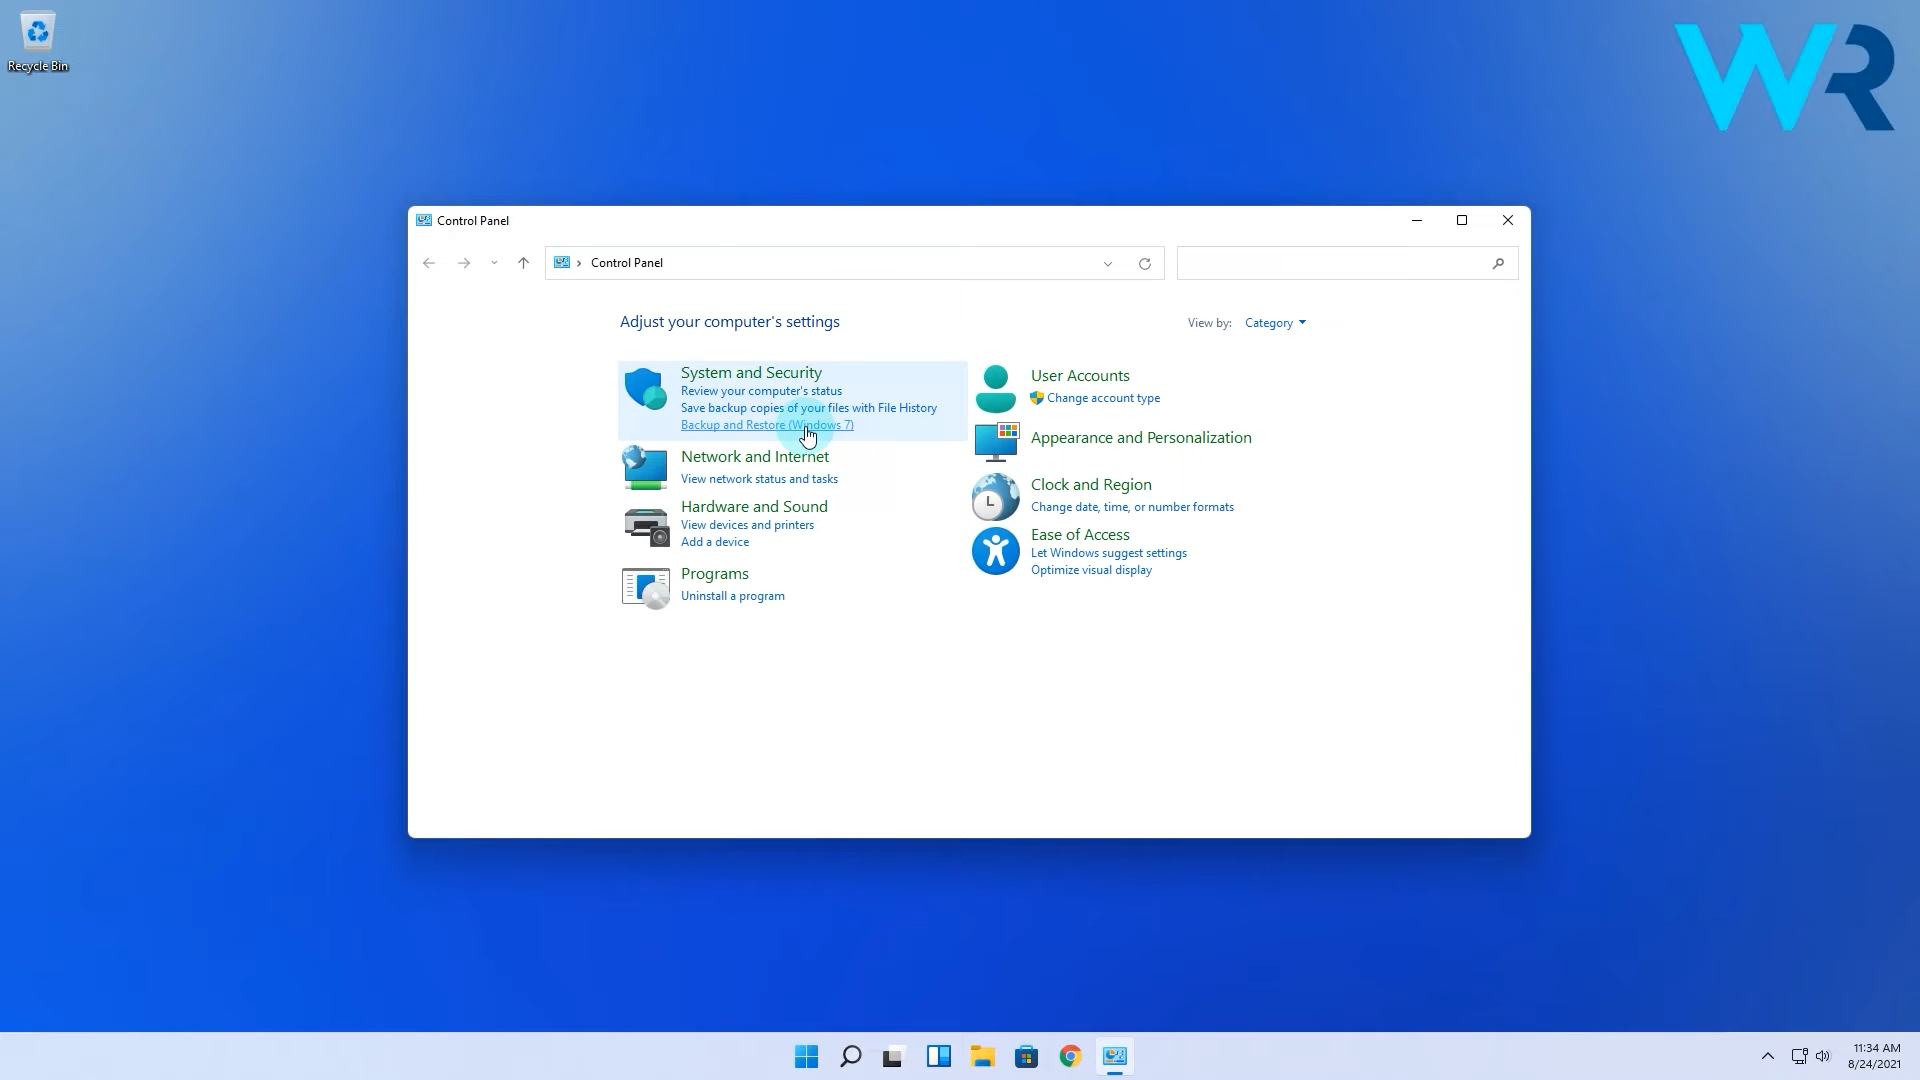 Recycle Bin
WR
Control Panel
Control Panel
Adjust your computer's settings
View by: Category
System and Security
Review your computer's status
Save backup copies of your files with File History
Backup and Restore (Windows 7)
Network and Internet
View network status and tasks
Hardware and Sound
View devices and printers
Add a device
Programs
Uninstall a program
User Accounts
Change account type
Appearance and Personalization
Clock and Region
Change date, time, or number formats
Ease of Access
Let Windows suggest settings
Optimize visual display
11:34 AM
8/24/2021